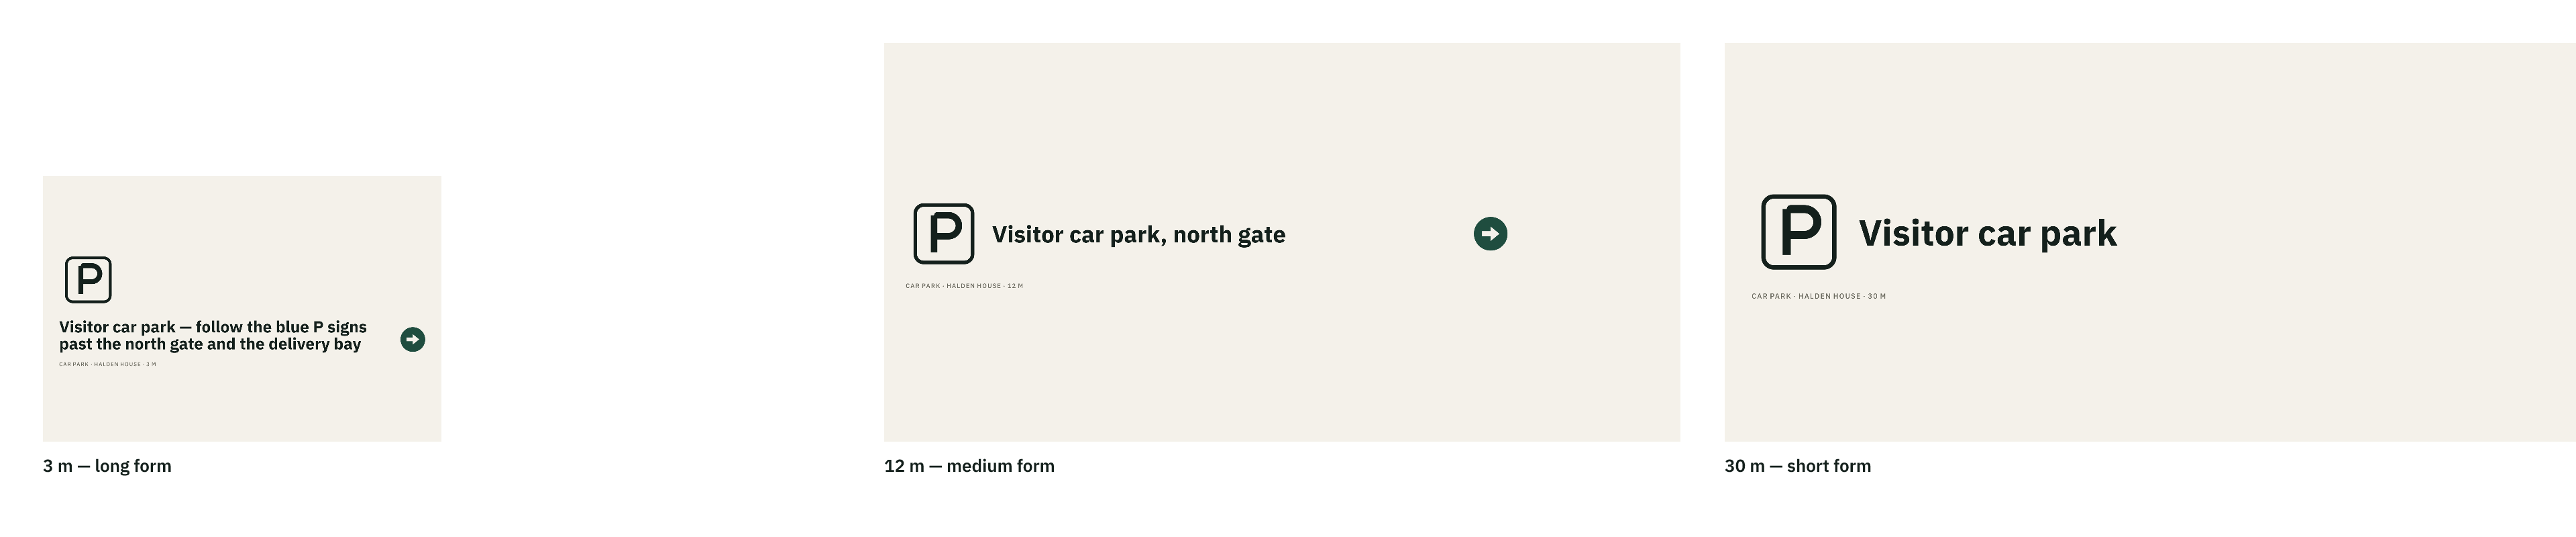 P
Visitor car park — follow the blue P signs
past the north gate and the delivery bay
CAR PARK · HALDEN HOUSE · 3 M
3 m — long form
P
Visitor car park, north gate
CAR PARK · HALDEN HOUSE · 12 M
12 m — medium form
P
Visitor car park
CAR PARK · HALDEN HOUSE · 30 M
30 m — short form